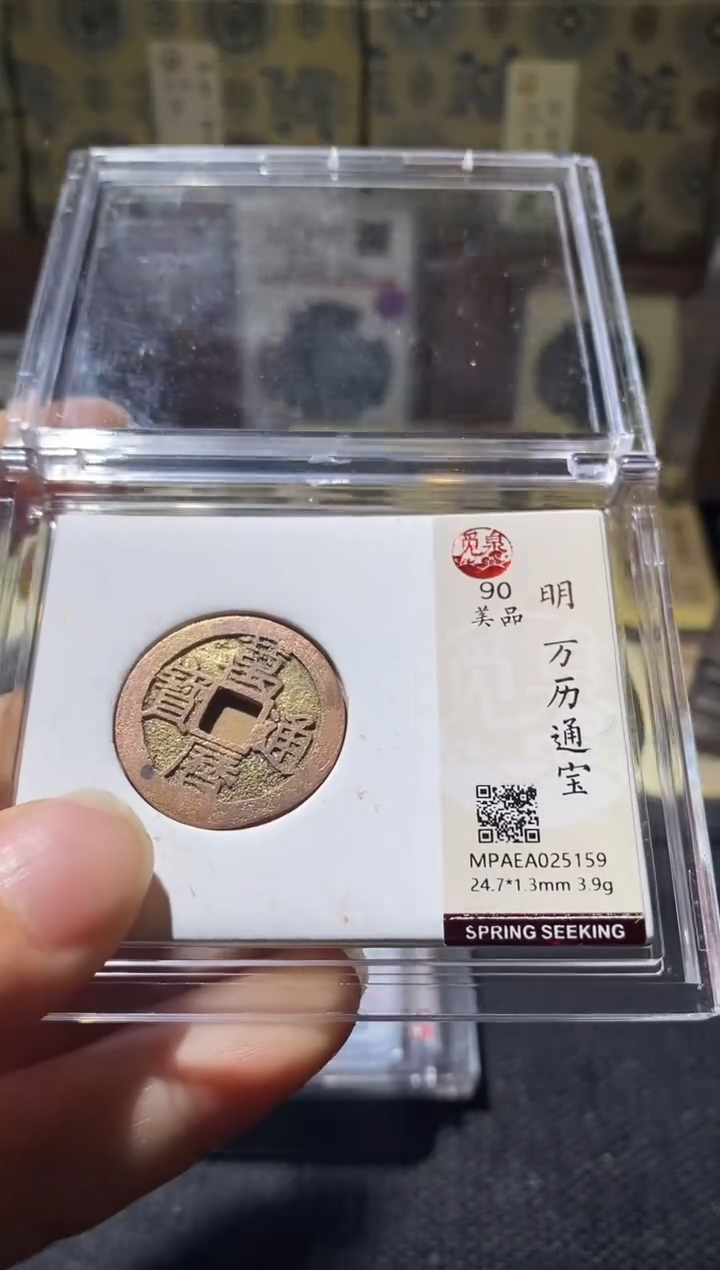 觅泉
90
美品
明 万历通宝
MPAEA025159
24.7*1.3mm 3.9g
SPRING SEEKING
萬曆通寶